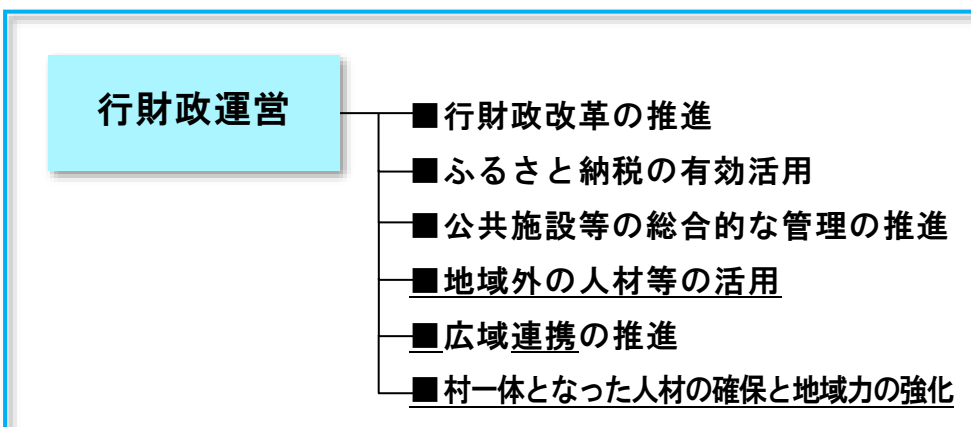 行財政運営
■行財政改革の推進
■ふるさと納税の有効活用
■公共施設等の総合的な管理の推進
■地域外の人材等の活用
■広域連携の推進
■村一体となった人材の確保と地域力の強化